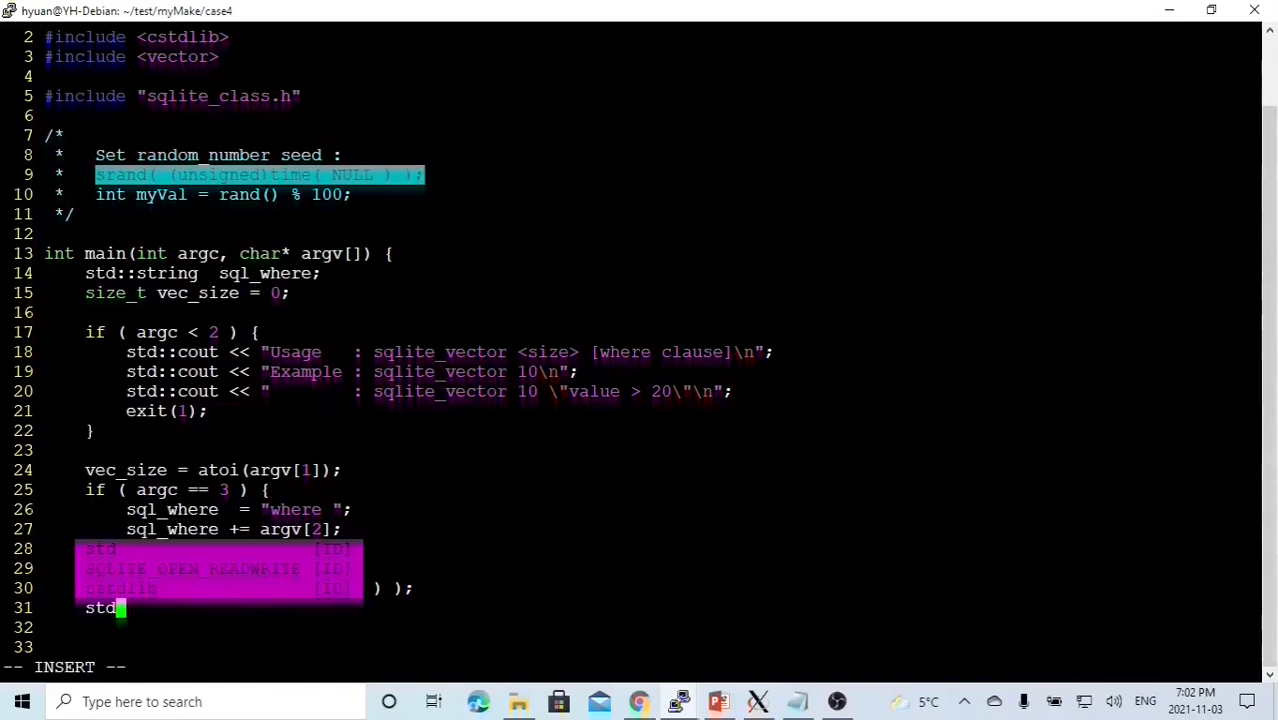 hyuan@YH-Debian: ~/test/myMake/case4
2 #include <cstdlib>
3 #include <vector>
4
5 #include "sqlite_class.h"
6
7 /*
8 *   Set random_number seed :
9 *   srand( (unsigned)time( NULL ) );
10 *   int myVal = rand() % 100;
11 */
12
13 int main(int argc, char* argv[]) {
14     std::string  sql_where;
15     size_t vec_size = 0;
16
17     if ( argc < 2 ) {
18         std::cout << "Usage   : sqlite_vector <size> [where clause]\n";
19         std::cout << "Example : sqlite_vector 10\n";
20         std::cout << "        : sqlite_vector 10 \"value > 20\"\n";
21         exit(1);
22     }
23
24     vec_size = atoi(argv[1]);
25     if ( argc == 3 ) {
26         sql_where  = "where ";
27         sql_where += argv[2];
28 std [ID]
29 SQLITE_OPEN_READWRITE [ID]
30 cstdlib [ID] ) );
31     std
32
33
-- INSERT --
Type here to search
5°C
ENG
7:02 PM
2021-11-03